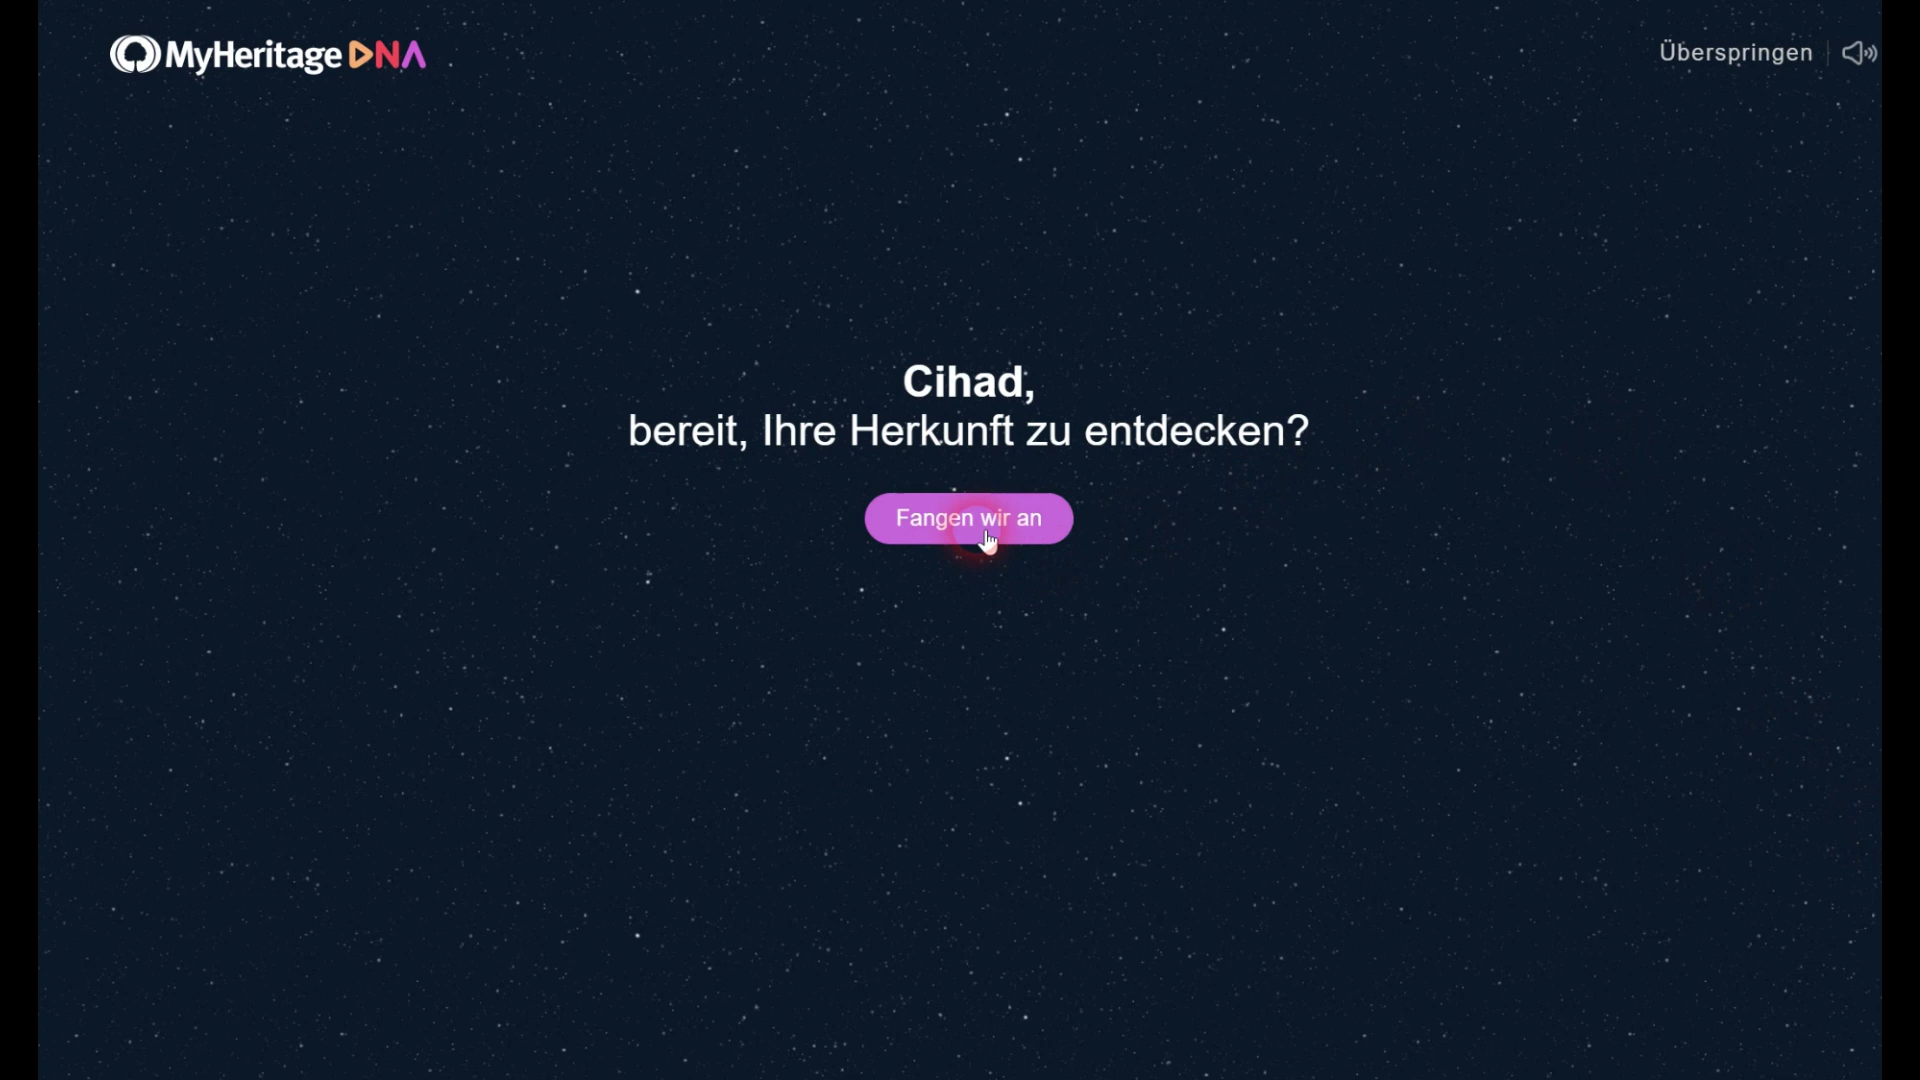 MyHeritage DNA
Überspringen
Cihad,
bereit, Ihre Herkunft zu entdecken?
Fangen wir an